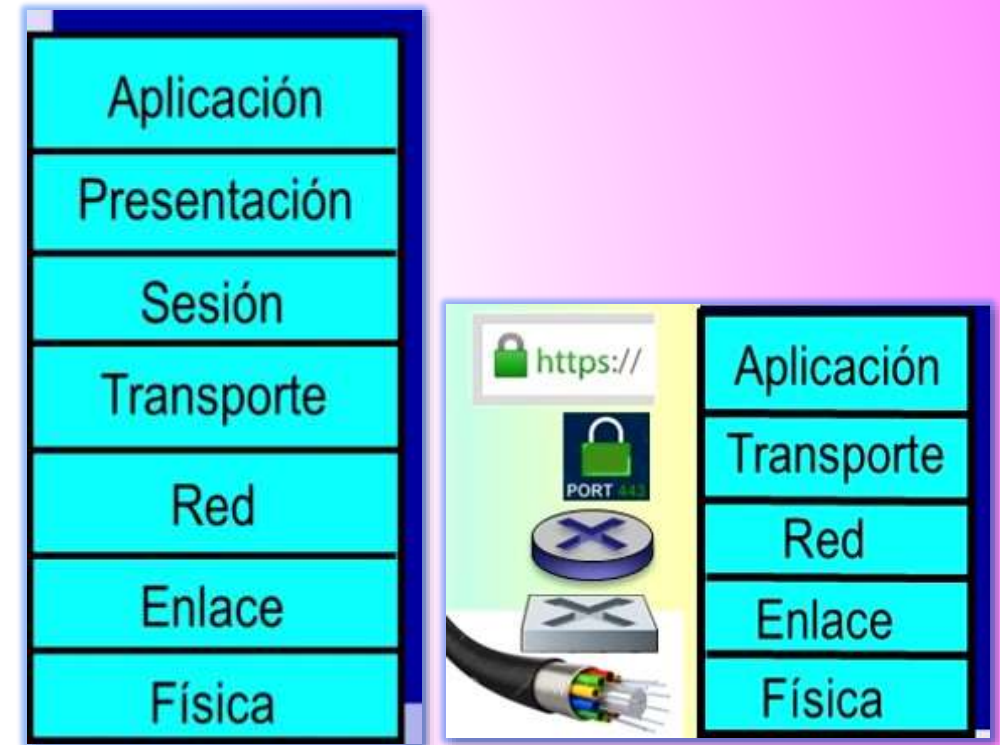 Aplicación
Presentación
Sesión
Transporte
Red
Enlace
Física
https://
PORT 443
Aplicación
Transporte
Red
Enlace
Física